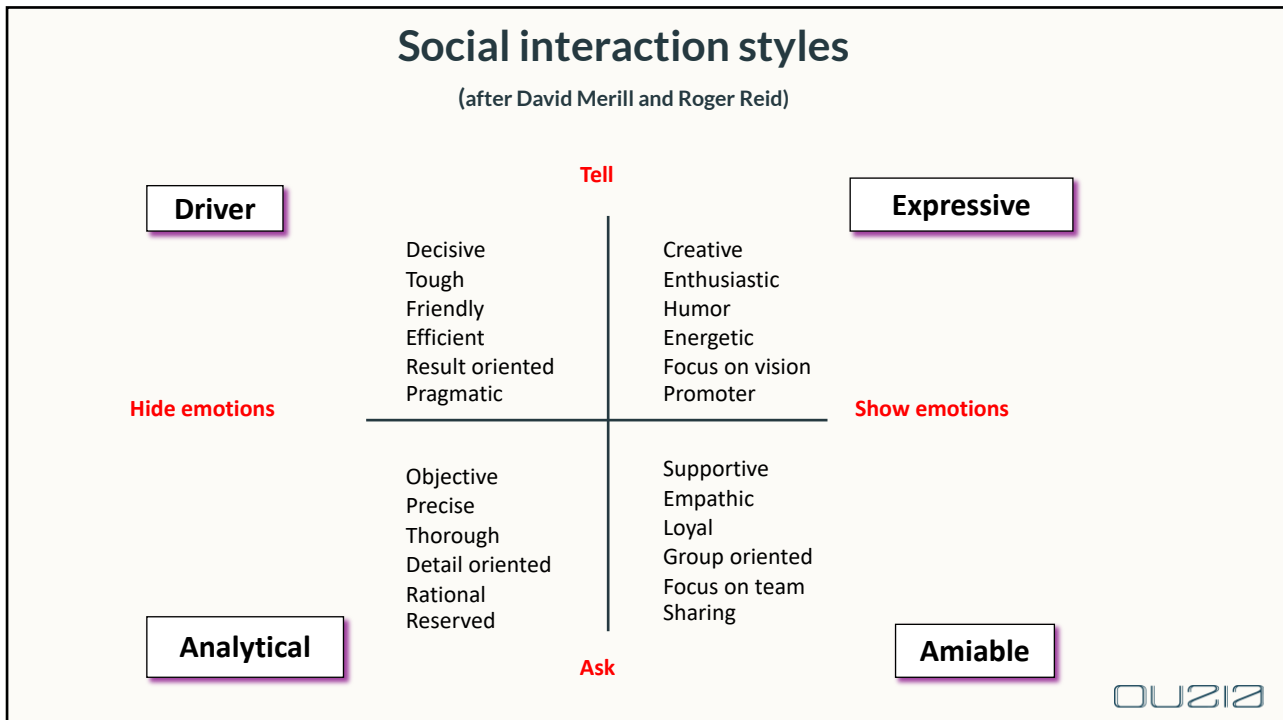 Social interaction styles
(after David Merill and Roger Reid)
Tell
Driver
Expressive
Decisive
Tough
Friendly
Efficient
Result oriented
Pragmatic
Creative
Enthusiastic
Humor
Energetic
Focus on vision
Promoter
Hide emotions
Show emotions
Objective
Precise
Thorough
Detail oriented
Rational
Reserved
Supportive
Empathic
Loyal
Group oriented
Focus on team
Sharing
Analytical
Ask
Amiable
OUZIA